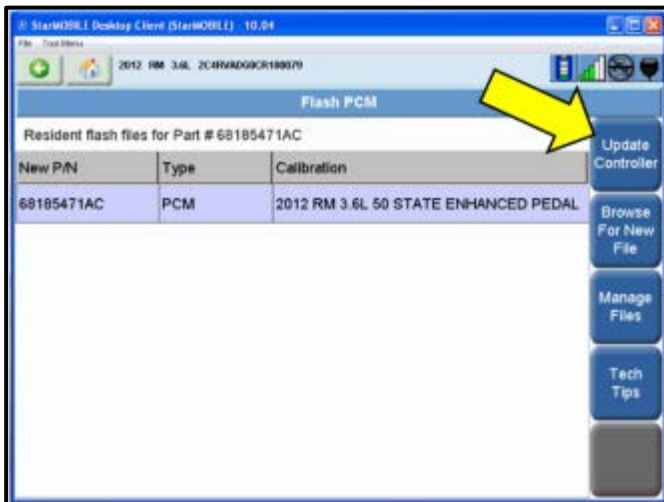 StarMOBILE Desktop Client (StarMOBILE) - 10.04
File Tool Menu
2012 RM 3.6L
Flash PCM
Resident flash files for Part # 68185471AC
New P/N Type Calibration
68185471AC PCM 2012 RM 3.6L 50 STATE ENHANCED PEDAL
Update
Controller
Browse
For New
File
Manage
Files
Tech
Tips